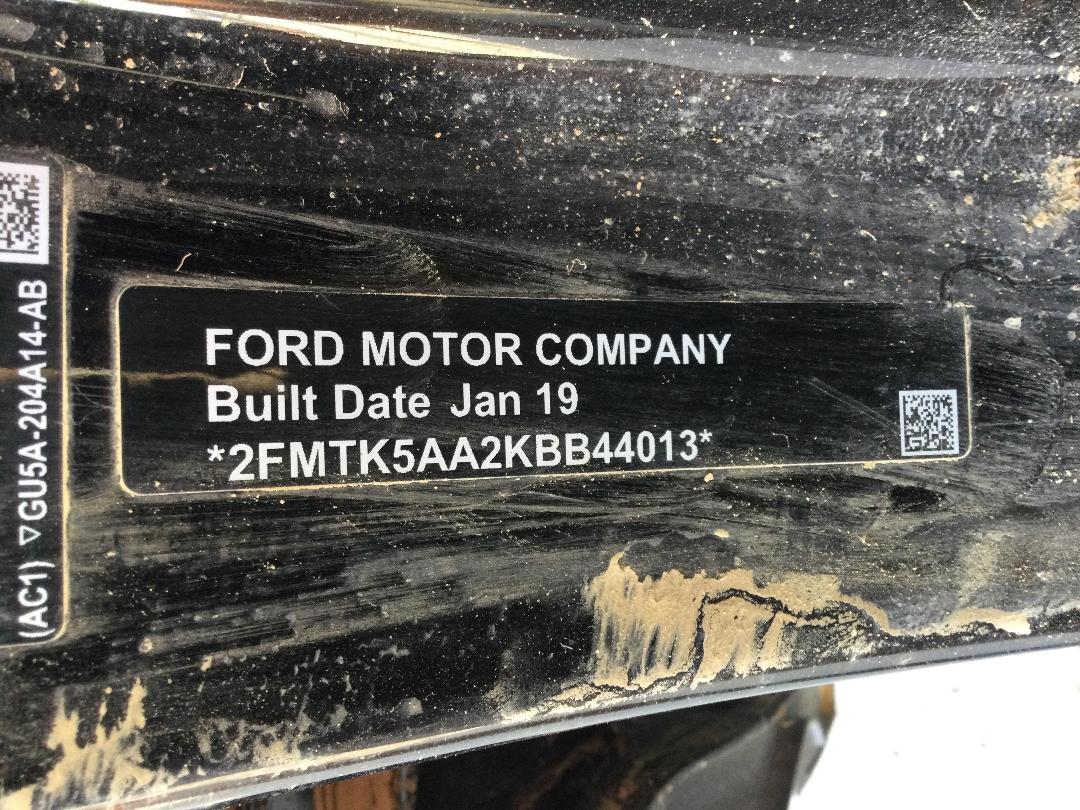 FORD MOTOR COMPANY
Built Date Jan 19
*2FMTK5AA2KBB44013*
(AC1) ▽GU5A-204A14-AB